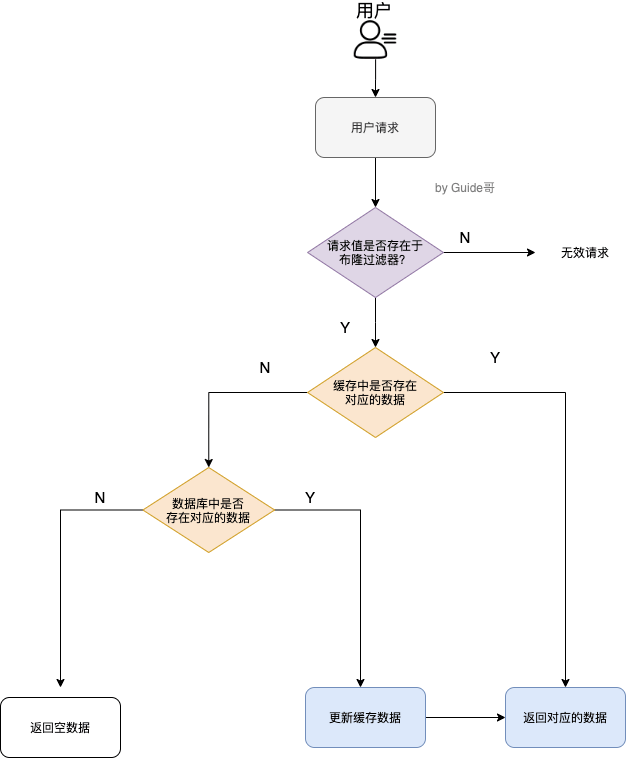 用户
用户请求
by Guide哥
请求值是否存在于
布隆过滤器?
N
无效请求
Y
N
Y
缓存中是否存在
对应的数据
N
数据库中是否
存在对应的数据
Y
返回空数据
更新缓存数据
返回对应的数据